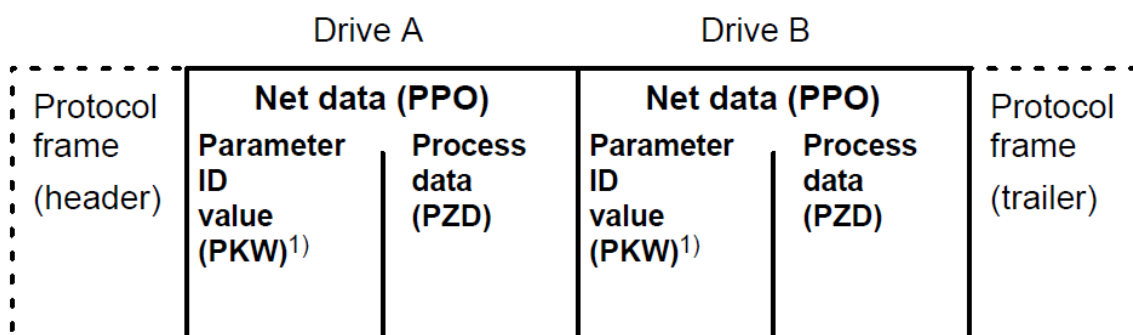 Drive A
Drive B
Protocol
frame
(header)
Net data (PPO)
Parameter
ID
value
(PKW)1)
Process
data
(PZD)
Net data (PPO)
Parameter
ID
value
(PKW)1)
Process
data
(PZD)
Protocol
frame
(trailer)